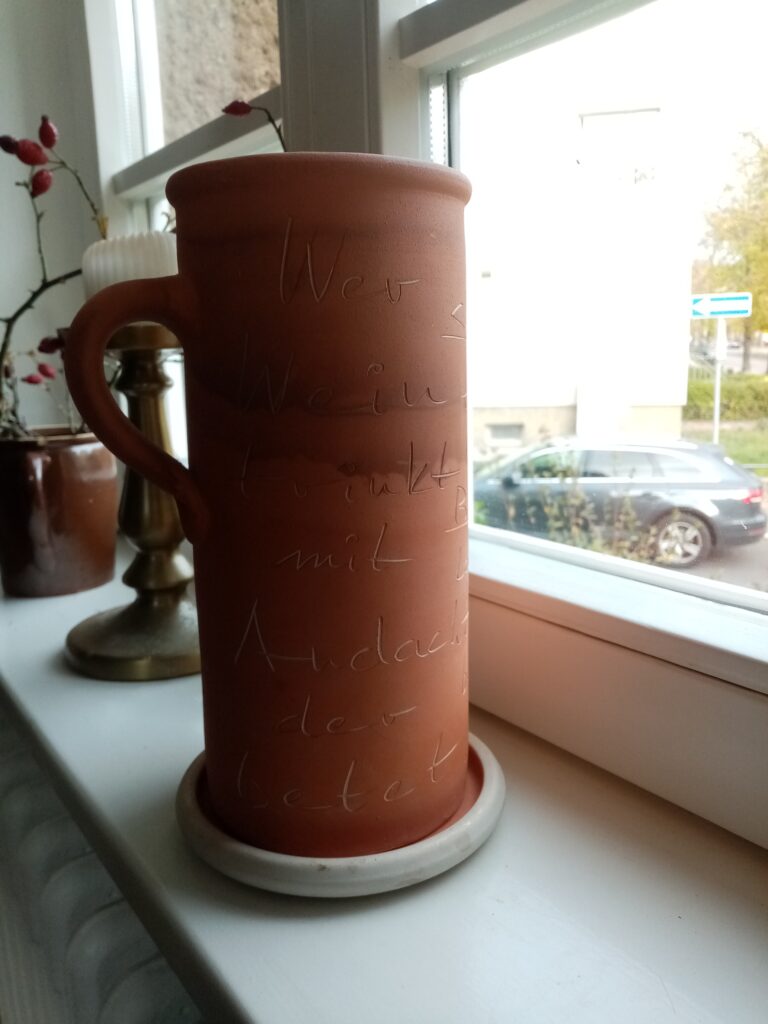 Wer
Wein
trinkt
mit
Andacht
der
betet